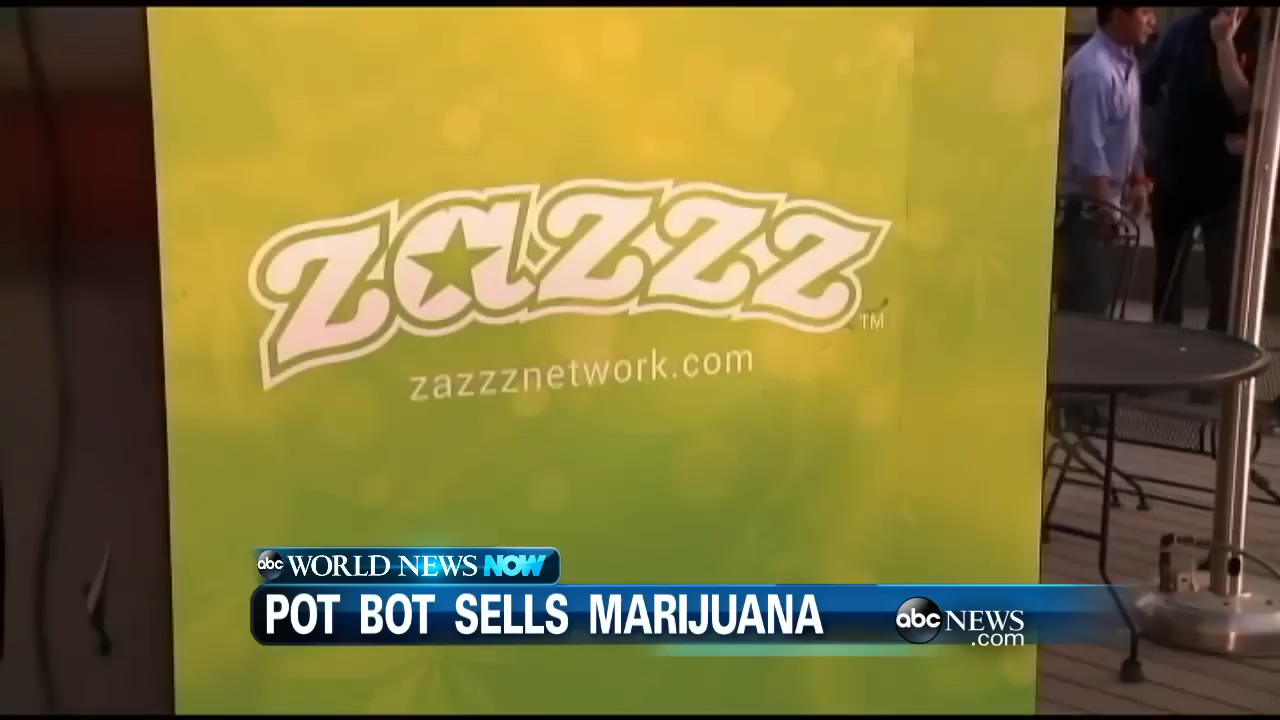 zazzz
TM
zazzznetwork.com
abc WORLD NEWS NOW
POT BOT SELLS MARIJUANA
abc NEWS
.com